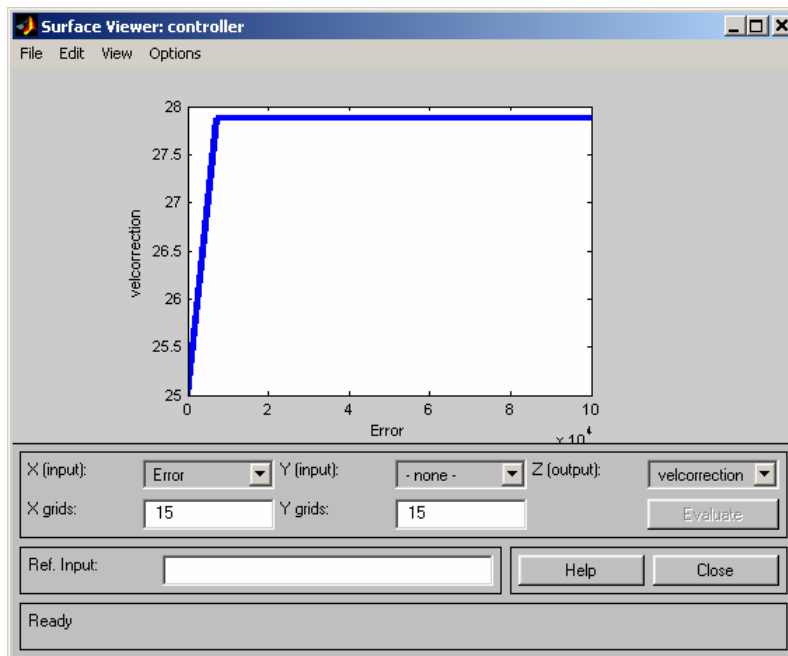 Surface Viewer: controller
File Edit View Options
28
27.5
27
26.5
26
25.5
25
velcorrection
0 2 4 6 8 10
Error
x 10
X (input): Error Y (input): - none - Z (output): velcorrection
X grids: 15 Y grids: 15 Evaluate
Ref. Input: Help Close
Ready